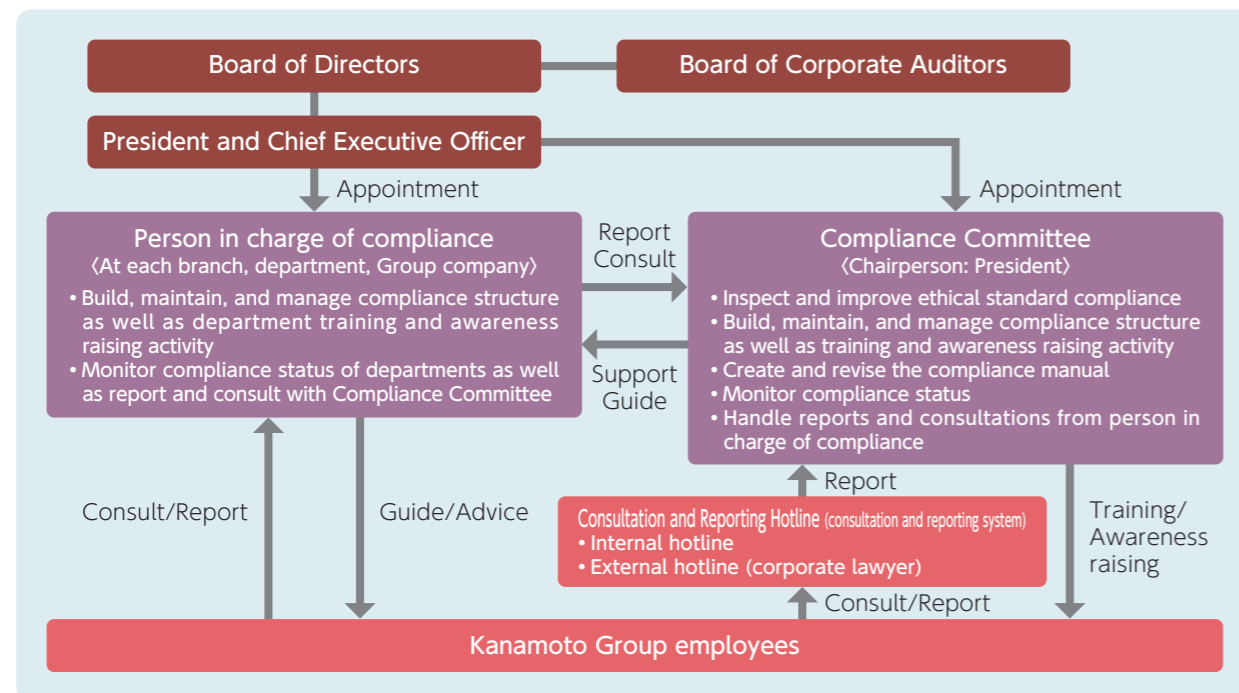 Board of Directors
Board of Corporate Auditors
President and Chief Executive Officer
Appointment
Appointment
Person in charge of compliance
〈At each branch, department, Group company〉
• Build, maintain, and manage compliance structure
as well as department training and awareness
raising activity
• Monitor compliance status of departments as well
as report and consult with Compliance Committee
Report
Consult
Support
Guide
Compliance Committee
〈Chairperson: President〉
• Inspect and improve ethical standard compliance
• Build, maintain, and manage compliance structure
as well as training and awareness raising activity
• Create and revise the compliance manual
• Monitor compliance status
• Handle reports and consultations from person in
charge of compliance
Consult/Report
Guide/Advice
Report
Consultation and Reporting Hotline (consultation and reporting system)
• Internal hotline
• External hotline (corporate lawyer)
Training/
Awareness
raising
Consult/Report
Kanamoto Group employees